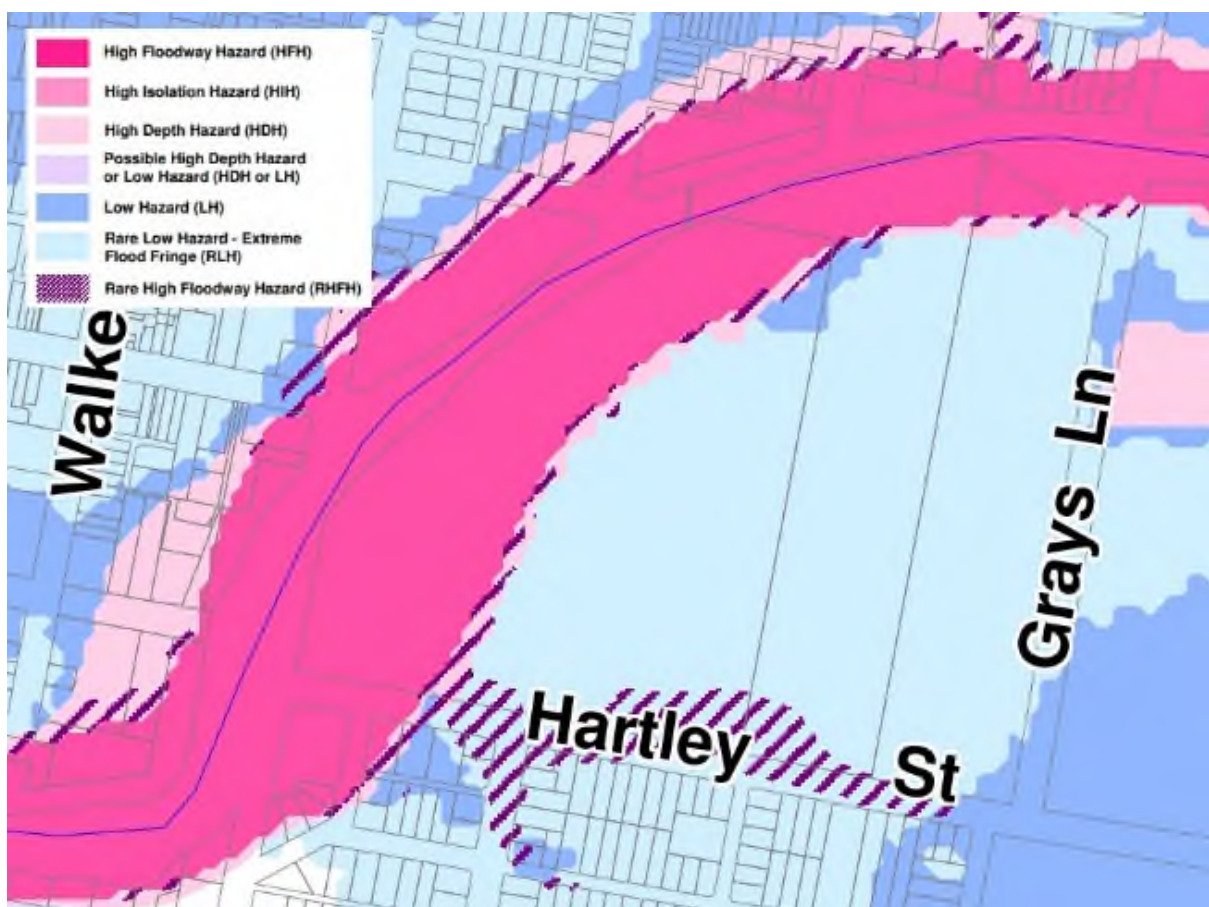 High Floodway Hazard (HFH)
High Isolation Hazard (HIH)
High Depth Hazard (HDH)
Possible High Depth Hazard
or Low Hazard (HDH or LH)
Low Hazard (LH)
Rare Low Hazard - Extreme
Flood Fringe (RLH)
Rare High Floodway Hazard (RHFH)
Walke
Grays Ln
Hartley St